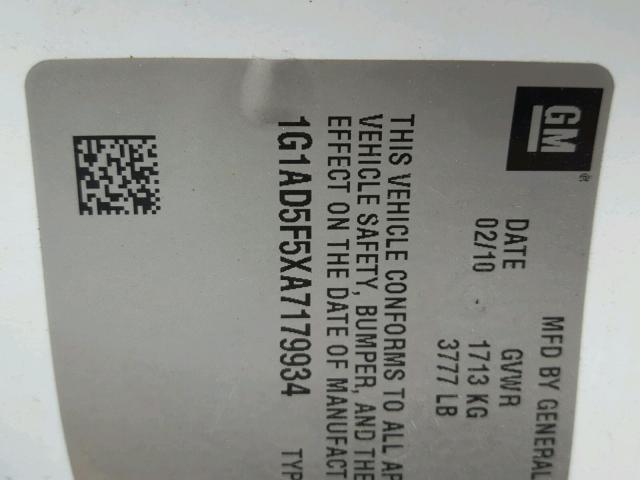 GM
MFD BY GENERAL
DATE GVWR
02/10 1713 KG
3777 LB
THIS VEHICLE CONFORMS TO ALL AP
VEHICLE SAFETY, BUMPER, AND THE
EFFECT ON THE DATE OF MANUFACT
1G1AD5F5XA7179934 TYP